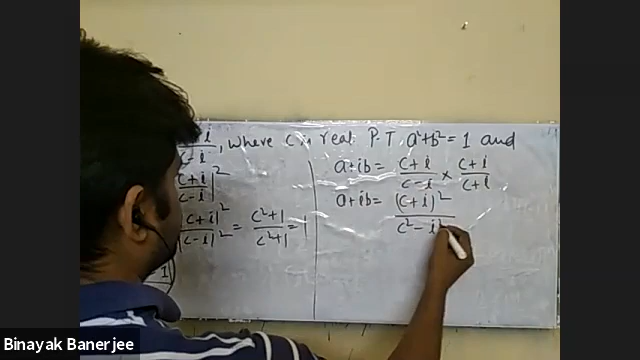 c+i/c-i, where c is real P.T. a²+b²=1 and
|c+i/c-i|²
|c+i|²/|c-i|² = c²+1/c²+1 = 1
a+ib = c+i/c-i × c+i/c+i
a+ib = (c+i)²/c²-i²
Binayak Banerjee